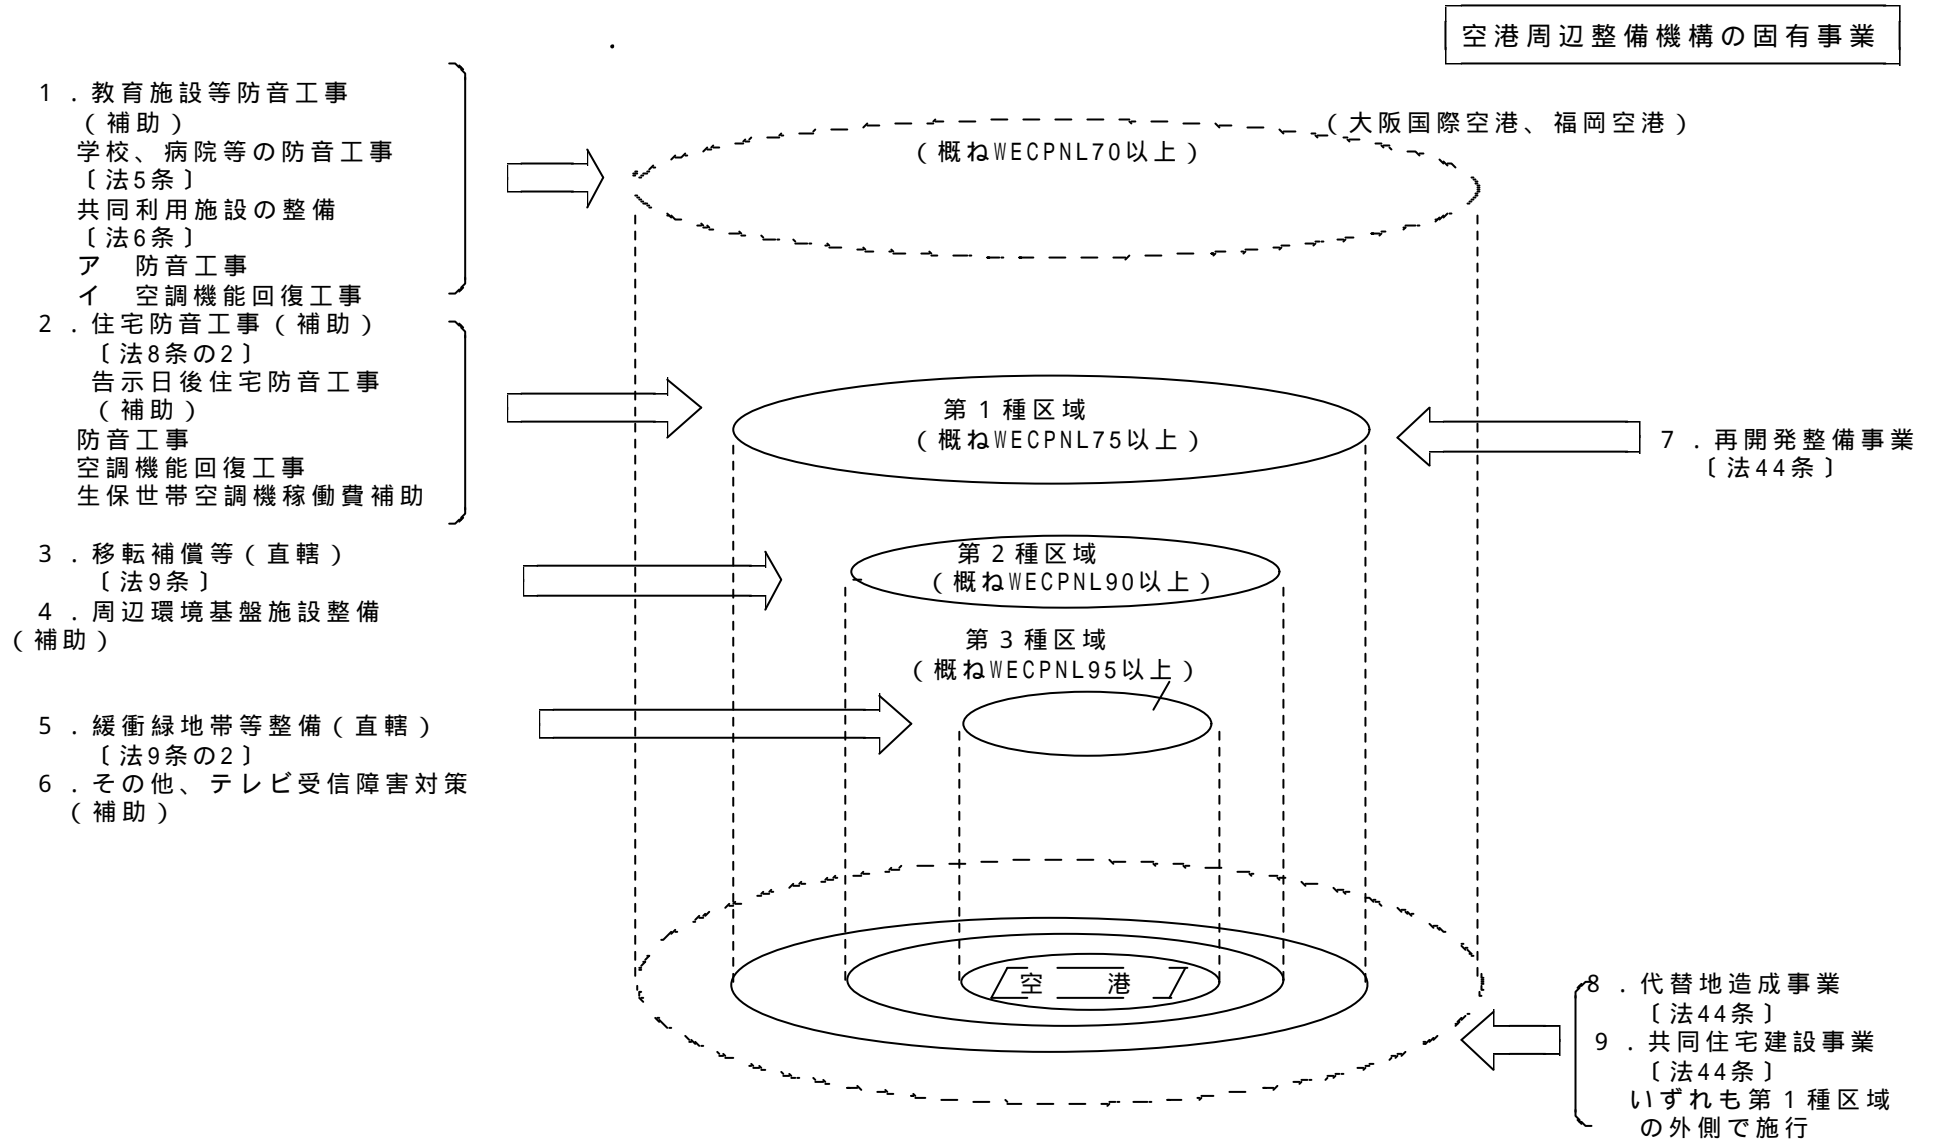 空港周辺整備機構の固有事業
(大阪国際空港、福岡空港)
1.教育施設等防音工事
(補助)
学校、病院等の防音工事
〔法5条〕
共同利用施設の整備
〔法6条〕
ア 防音工事
イ 空調機能回復工事
2.住宅防音工事(補助)
〔法8条の2〕
告示日後住宅防音工事
(補助)
防音工事
空調機能回復工事
生保世帯空調機稼働費補助
3.移転補償等(直轄)
〔法9条〕
4.周辺環境基盤施設整備
(補助)
5.緩衝緑地帯等整備(直轄)
〔法9条の2〕
6.その他、テレビ受信障害対策
(補助)
(概ねWECPNL70以上)
第1種区域
(概ねWECPNL75以上)
第2種区域
(概ねWECPNL90以上)
第3種区域
(概ねWECPNL95以上)
空 港
7.再開発整備事業
〔法44条〕
8.代替地造成事業
〔法44条〕
9.共同住宅建設事業
〔法44条〕
いずれも第1種区域
の外側で施行